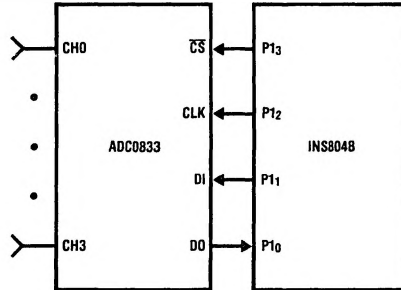 CH0 CS P1₃
CLK P1₂
ADC0833 INS8048
DI P1₁
CH3 DO P1₀